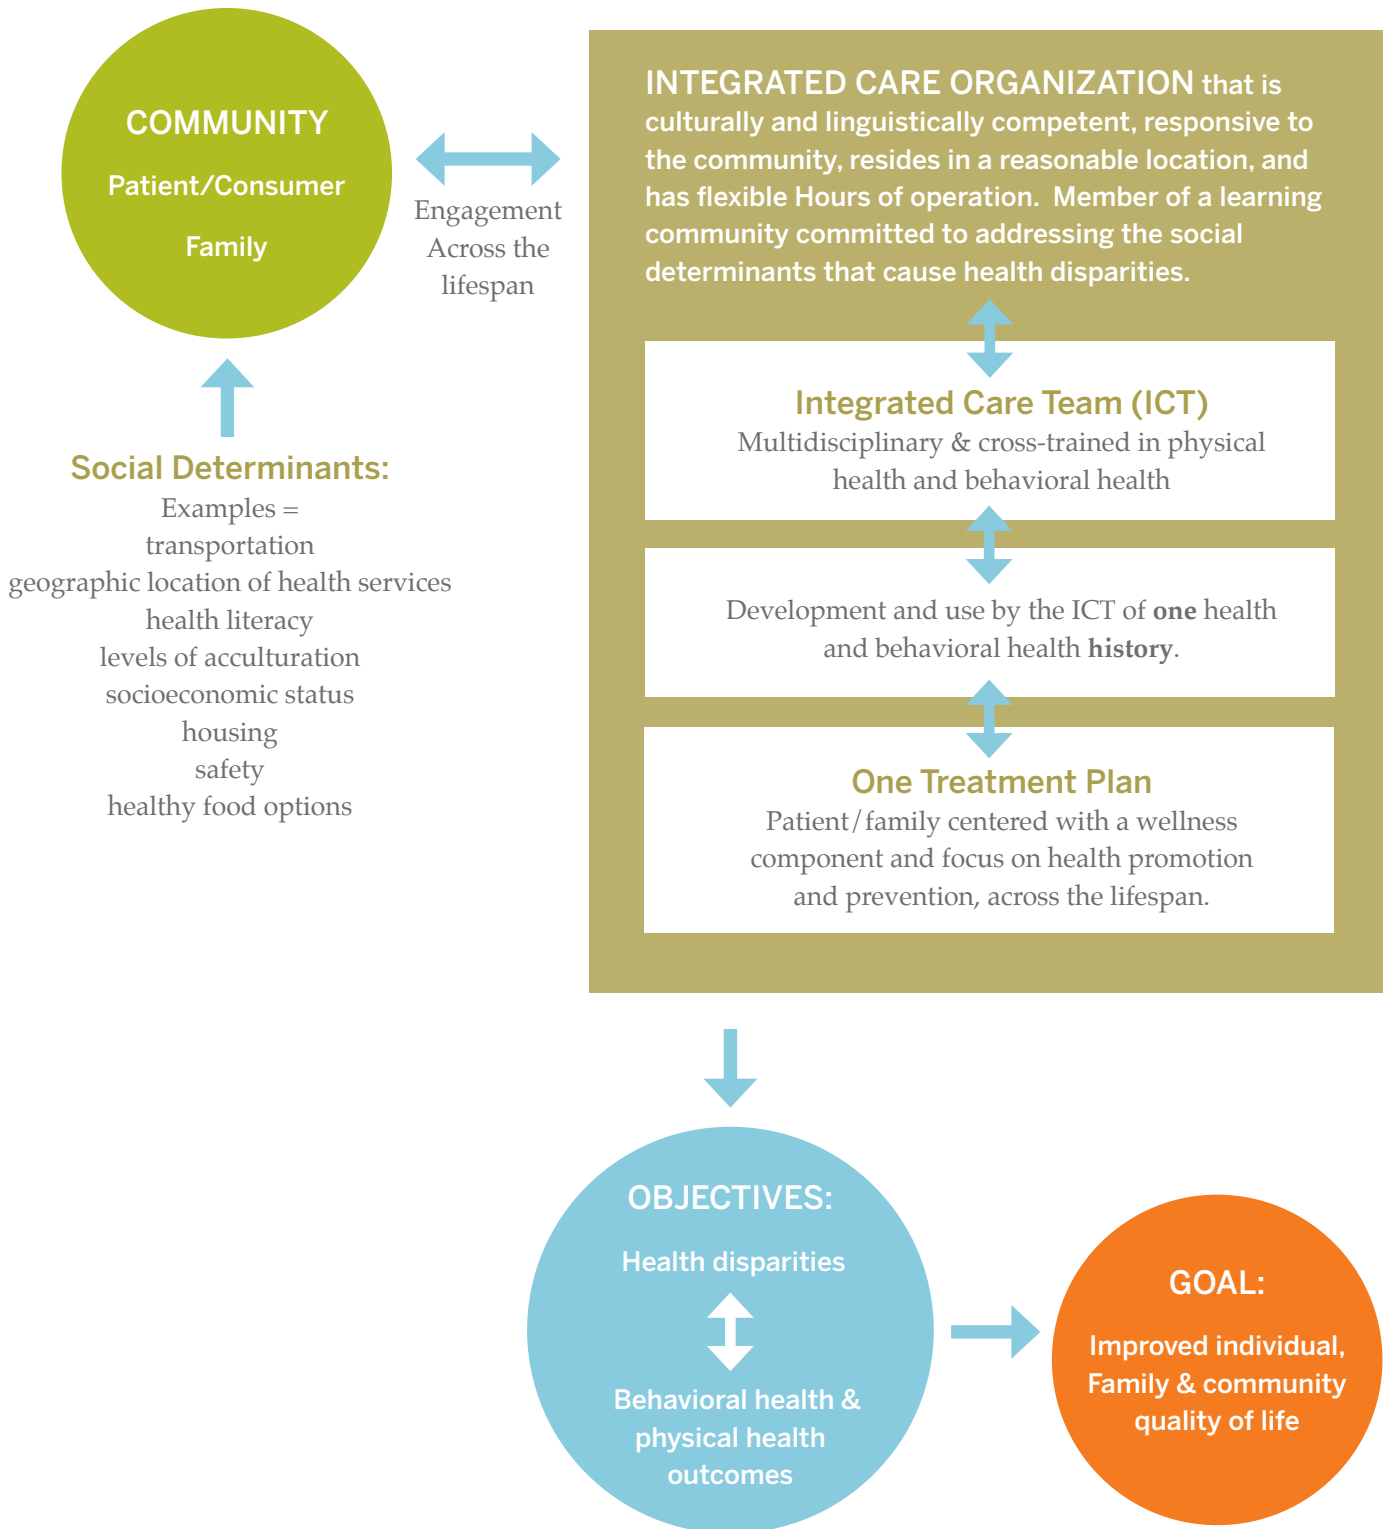 COMMUNITY
Patient/Consumer
Family
Engagement
Across the
lifespan
Social Determinants:
Examples =
transportation
geographic location of health services
health literacy
levels of acculturation
socioeconomic status
housing
safety
healthy food options
INTEGRATED CARE ORGANIZATION that is
culturally and linguistically competent, responsive to
the community, resides in a reasonable location, and
has flexible Hours of operation.  Member of a learning
community committed to addressing the social
determinants that cause health disparities.
Integrated Care Team (ICT)
Multidisciplinary & cross-trained in physical
health and behavioral health
Development and use by the ICT of one health
and behavioral health history.
One Treatment Plan
Patient/family centered with a wellness
component and focus on health promotion
and prevention, across the lifespan.
OBJECTIVES:
Health disparities
Behavioral health &
physical health
outcomes
GOAL:
Improved individual,
Family & community
quality of life